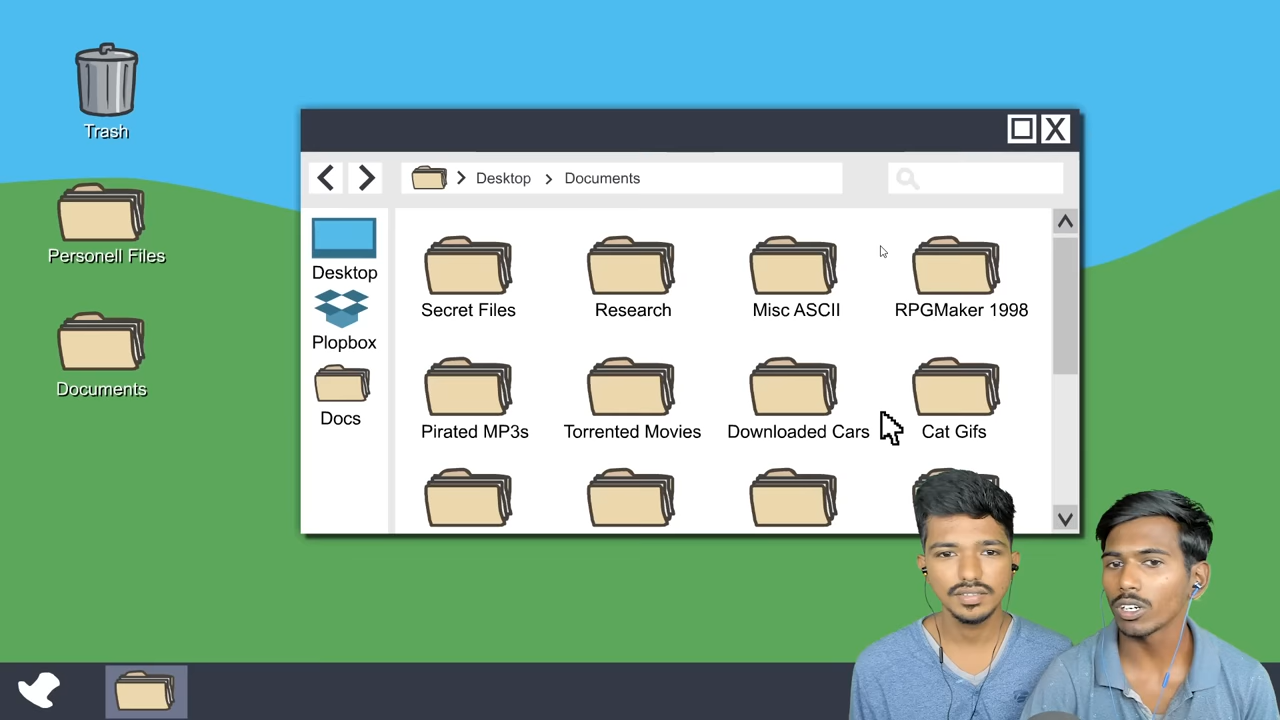 Trash
Personell Files
Documents
X
Desktop
Documents
Desktop
Plopbox
Docs
Secret Files
Research
Misc ASCII
RPGMaker 1998
Pirated MP3s
Torrented Movies
Downloaded Cars
Cat Gifs